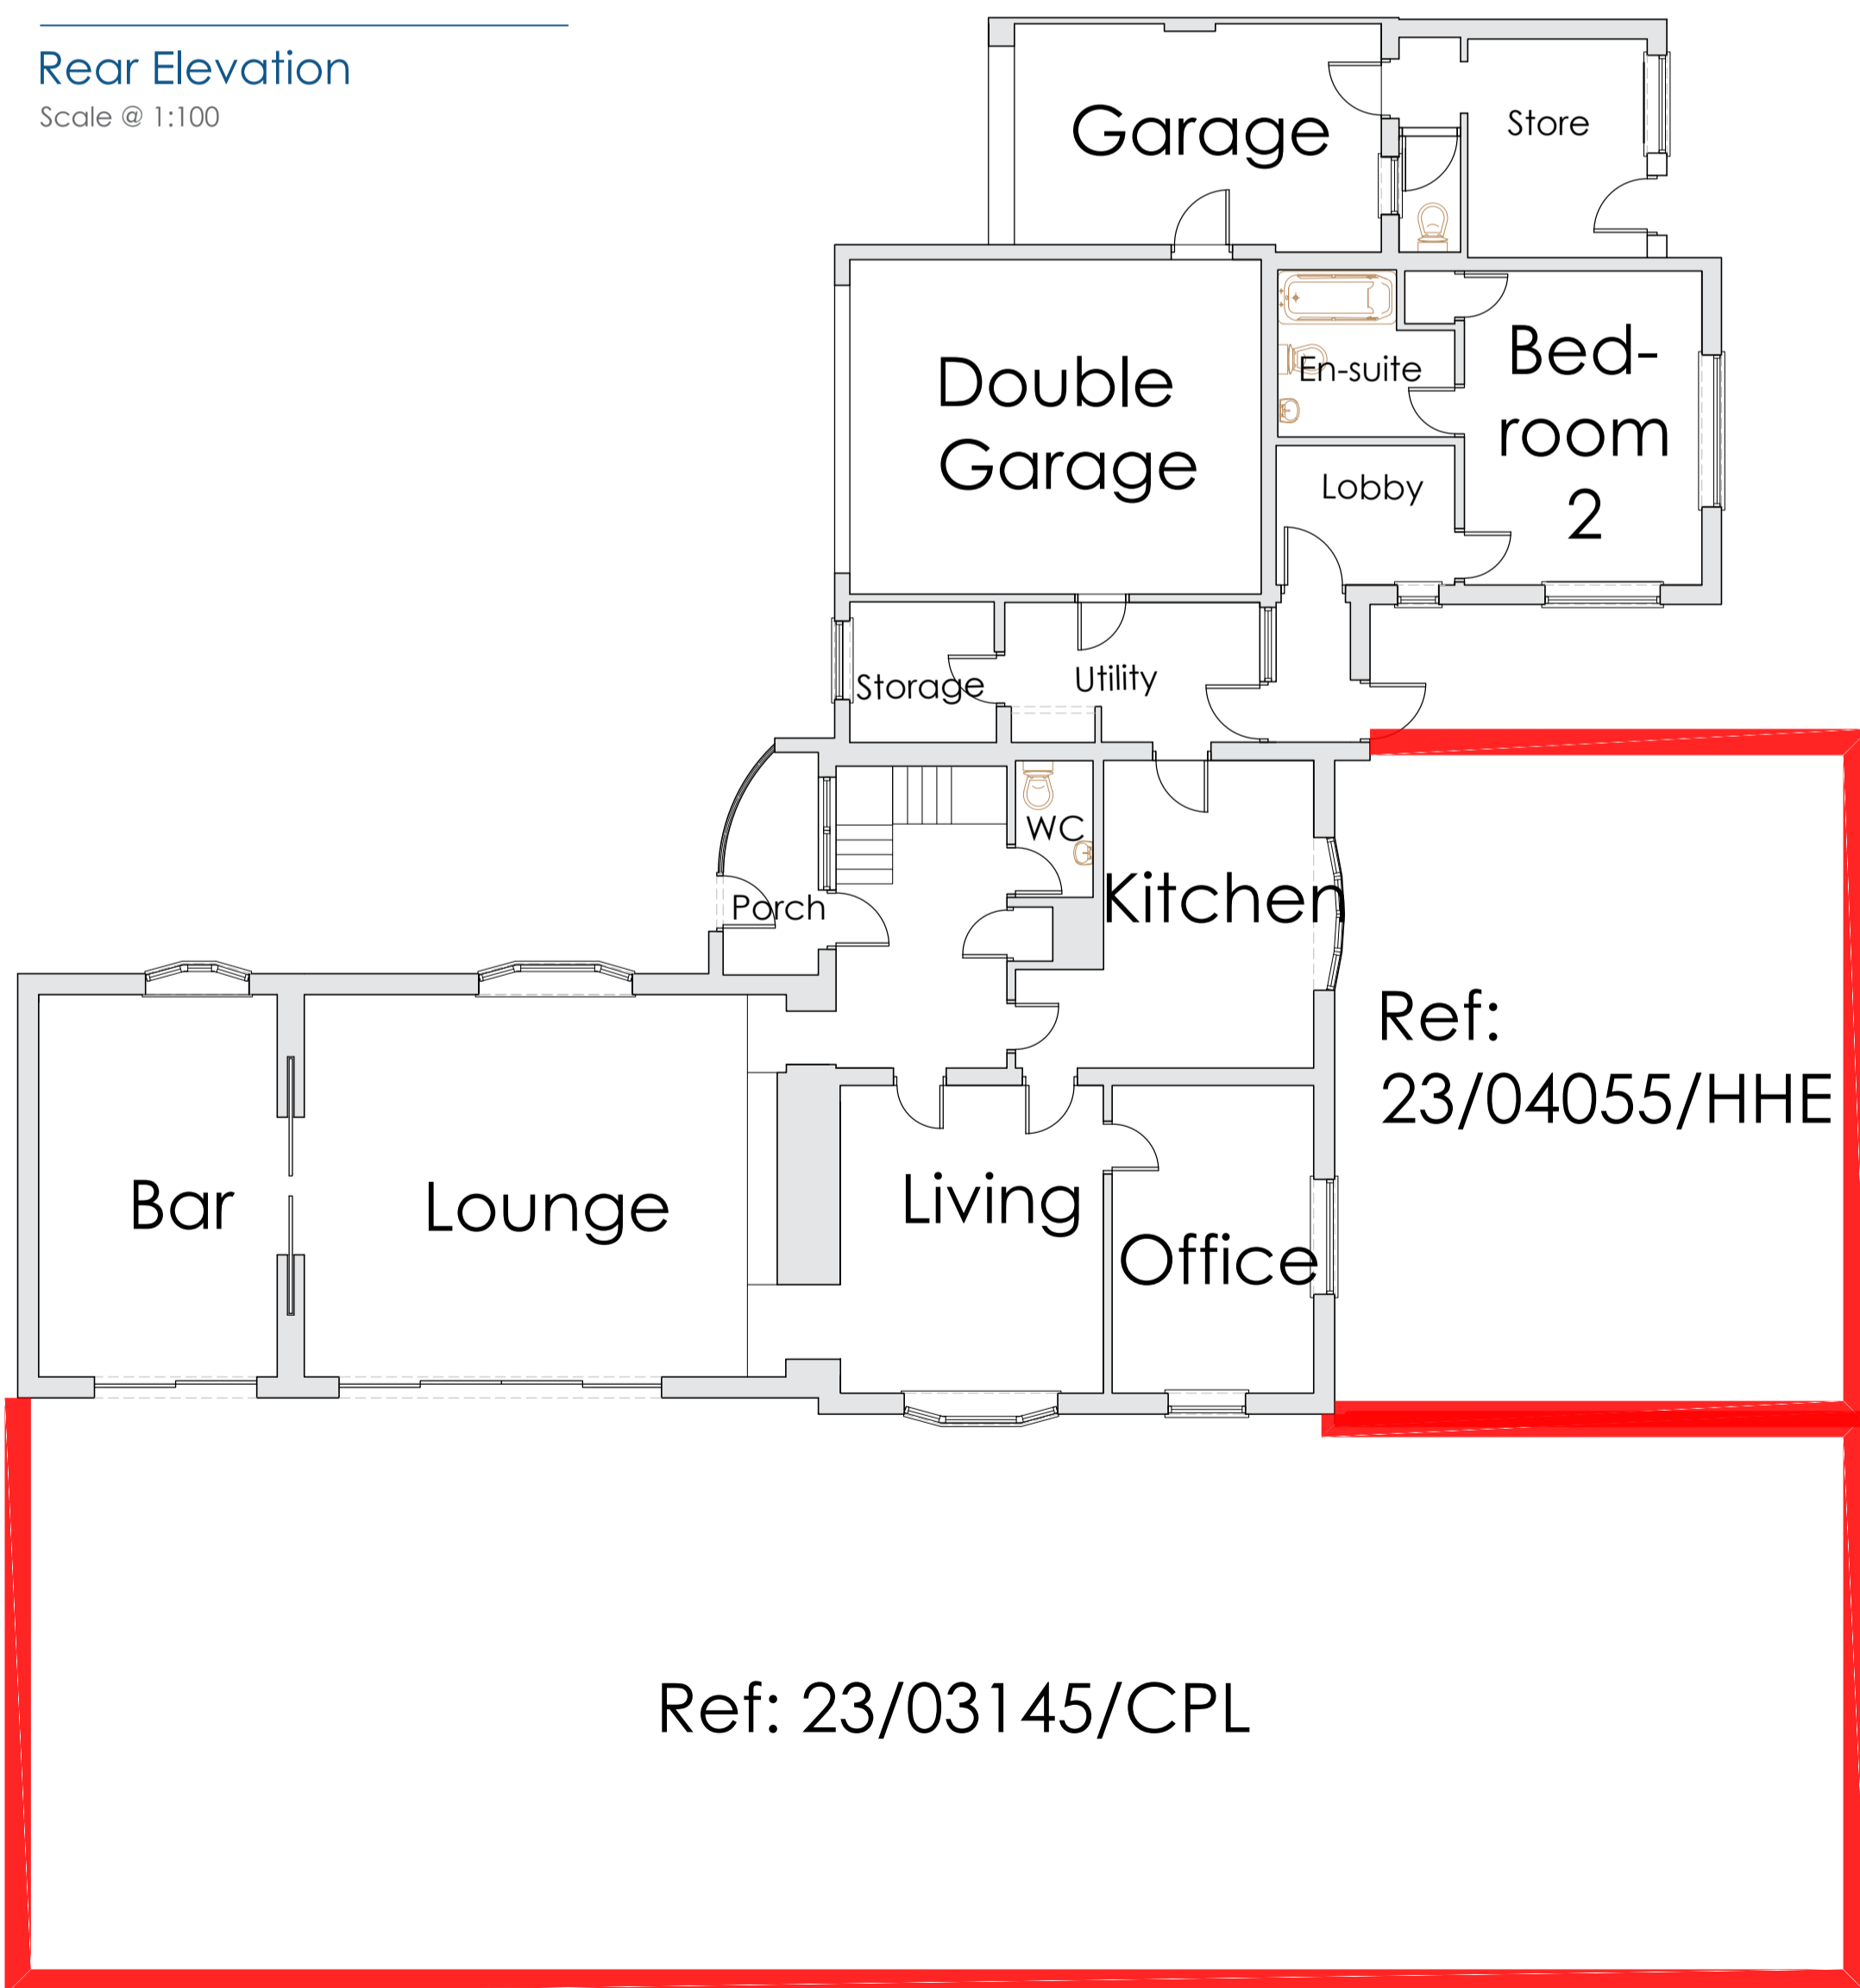 Rear Elevation
Scale @ 1:100
Garage
Store
Double
Garage
En-suite
Bed-
room
2
Lobby
Storage
Utility
WC
Porch
Kitchen
Ref:
23/04055/HHE
Bar
Lounge
Living
Office
Ref: 23/03145/CPL